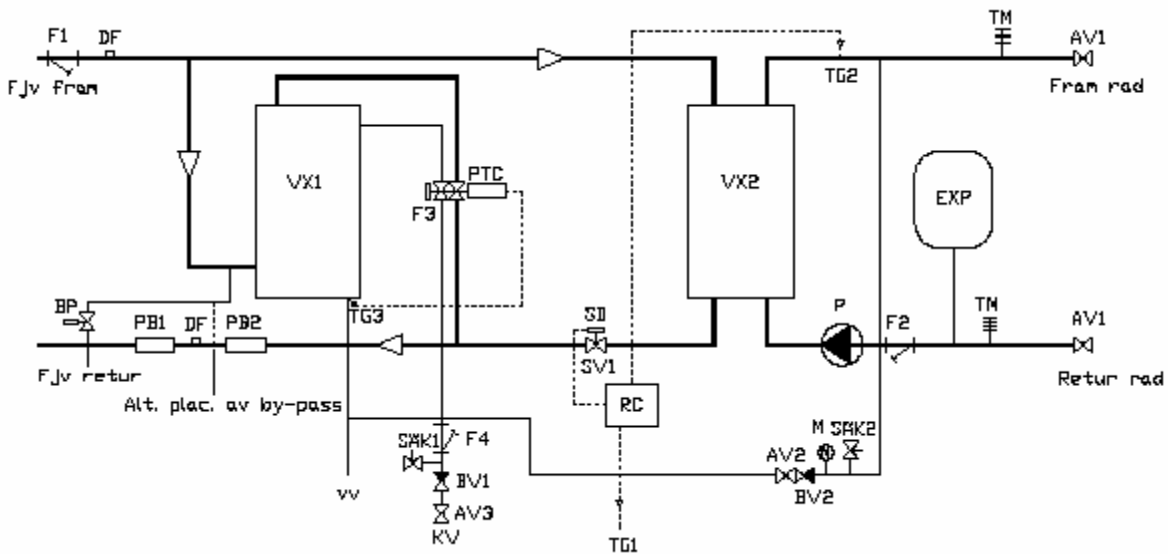 F1
DF
TM
AV1
Fjv fram
TG2
Fram rad
VX1
PTC
VX2
EXP
F3
BP
PB1
DF
PB2
TG3
SD
P
F2
TM
AV1
SV1
Fjv retur
Retur rad
Alt. plac. av by-pass
RC
SÄK1
F4
M
SÄK2
AV2
BV1
BV2
VV
AV3
KV
TG1